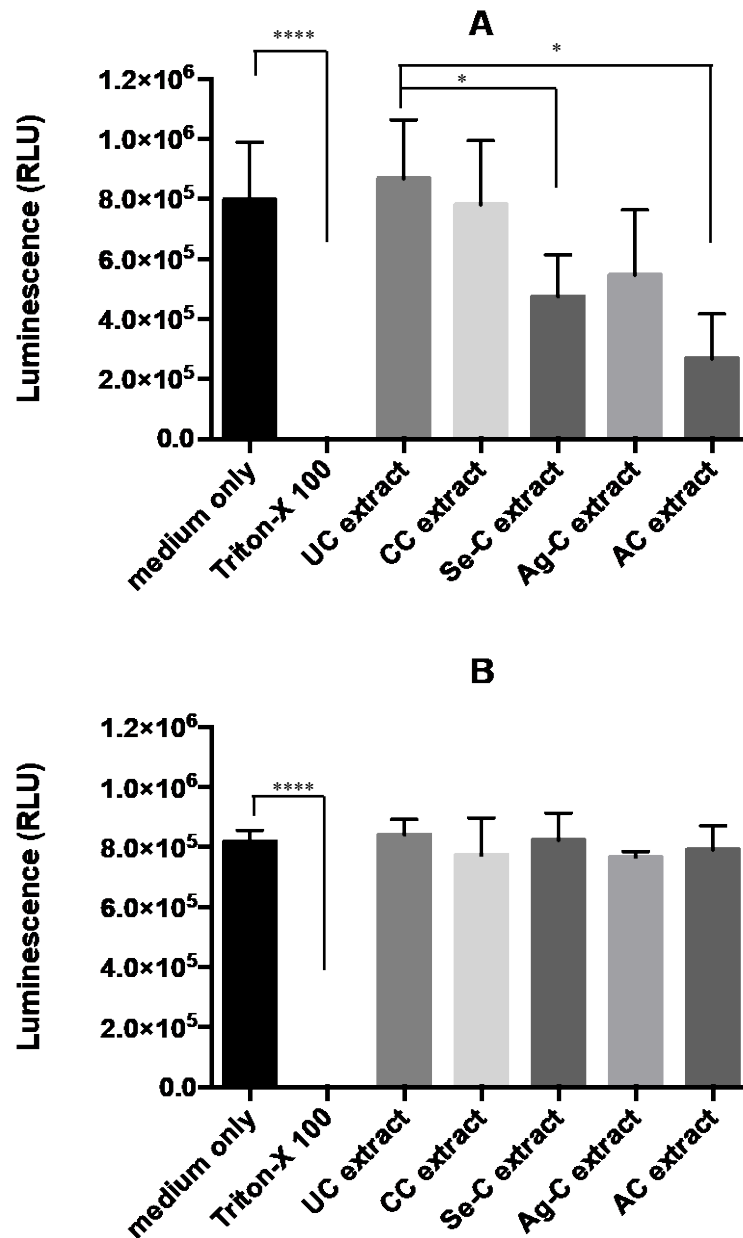 A
****
*
*
Luminescence (RLU)
1.2×10⁶
1.0×10⁶
8.0×10⁵
6.0×10⁵
4.0×10⁵
2.0×10⁵
0.0
medium only
Triton-X 100
UC extract
CC extract
Se-C extract
Ag-C extract
AC extract
B
****
Luminescence (RLU)
1.2×10⁶
1.0×10⁶
8.0×10⁵
6.0×10⁵
4.0×10⁵
2.0×10⁵
0.0
medium only
Triton-X 100
UC extract
CC extract
Se-C extract
Ag-C extract
AC extract